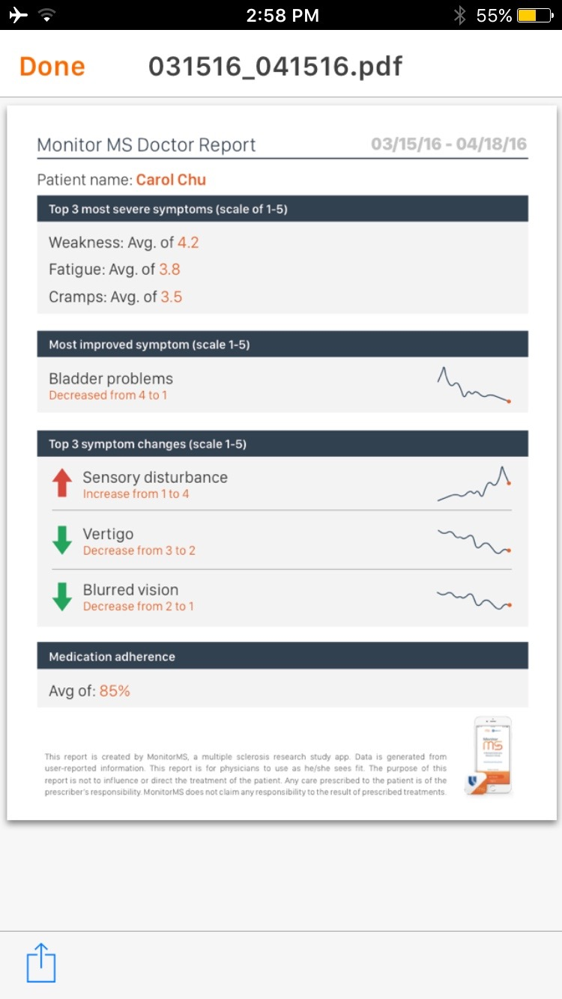 2:58 PM
55%
Done
031516_041516.pdf
Monitor MS Doctor Report
03/15/16 - 04/18/16
Patient name: Carol Chu
Top 3 most severe symptoms (scale of 1-5)
Weakness: Avg. of 4.2
Fatigue: Avg. of 3.8
Cramps: Avg. of 3.5
Most improved symptom (scale 1-5)
Bladder problems
Decreased from 4 to 1
Top 3 symptom changes (scale 1-5)
Sensory disturbance
Increase from 1 to 4
Vertigo
Decrease from 3 to 2
Blurred vision
Decrease from 2 to 1
Medication adherence
Avg of: 85%
This report is created by MonitorMS, a multiple sclerosis research study app. Data is generated from
user-reported information. This report is for physicians to use as he/she sees fit. The purpose of this
report is not to influence or direct the treatment of the patient. Any care prescribed to the patient is of the
prescriber's responsibility. MonitorMS does not claim any responsibility to the result of prescribed treatments.
Monitor
MS